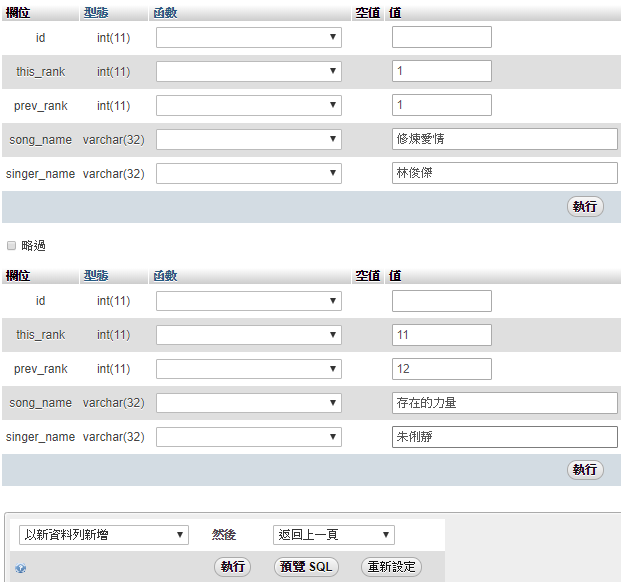 欄位 型態 函數 空值 值
id int(11)
this_rank int(11) 1
prev_rank int(11) 1
song_name varchar(32) 修煉愛情
singer_name varchar(32) 林俊傑
執行
略過
欄位 型態 函數 空值 值
id int(11)
this_rank int(11) 11
prev_rank int(11) 12
song_name varchar(32) 存在的力量
singer_name varchar(32) 朱俐靜
執行
以新資料列新增 然後 返回上一頁
執行 預覽 SQL 重新設定